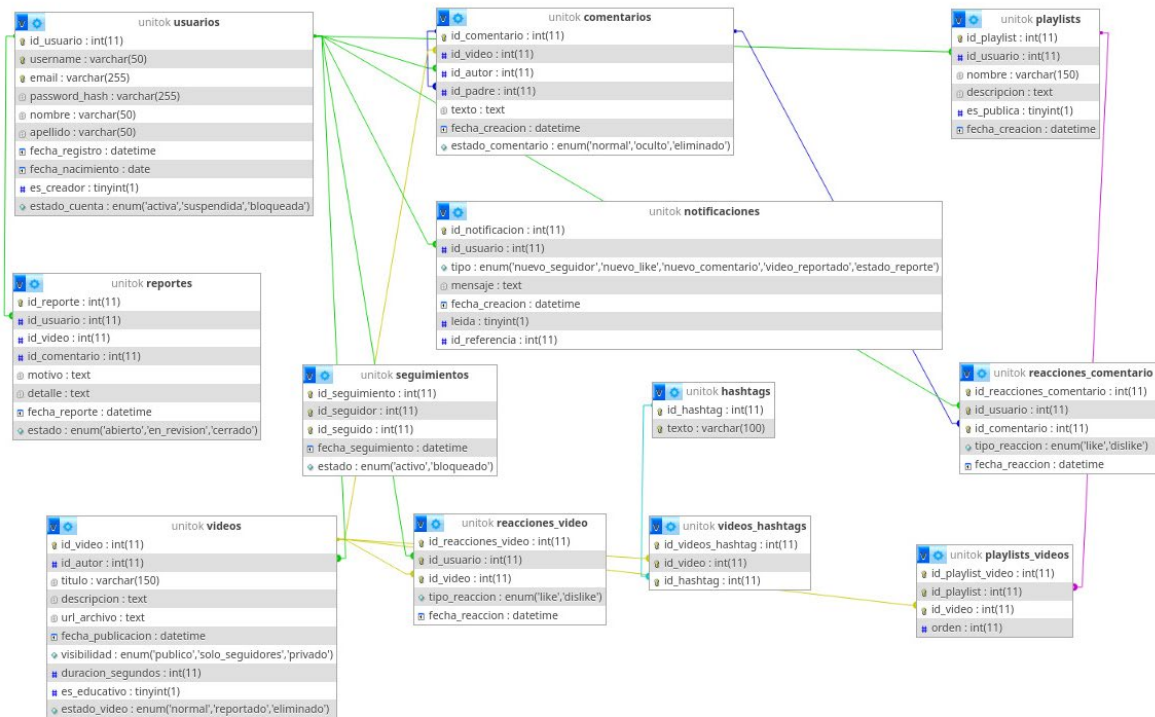 unitok usuarios
id_usuario : int(11)
username : varchar(50)
email : varchar(255)
password_hash : varchar(255)
nombre : varchar(50)
apellido : varchar(50)
fecha_registro : datetime
fecha_nacimiento : date
es_creador : tinyint(1)
estado_cuenta : enum('activa','suspendida','bloqueada')
unitok comentarios
id_comentario : int(11)
id_video : int(11)
id_autor : int(11)
id_padre : int(11)
texto : text
fecha_creacion : datetime
estado_comentario : enum('normal','oculto','eliminado')
unitok playlists
id_playlist : int(11)
id_usuario : int(11)
nombre : varchar(150)
descripcion : text
es_publica : tinyint(1)
fecha_creacion : datetime
unitok notificaciones
id_notificacion : int(11)
id_usuario : int(11)
tipo : enum('nuevo_seguidor','nuevo_like','nuevo_comentario','video_reportado','estado_reporte')
mensaje : text
fecha_creacion : datetime
leida : tinyint(1)
id_referencia : int(11)
unitok reportes
id_reporte : int(11)
id_usuario : int(11)
id_video : int(11)
id_comentario : int(11)
motivo : text
detalle : text
fecha_reporte : datetime
estado : enum('abierto','en_revision','cerrado')
unitok seguimientos
id_seguimiento : int(11)
id_seguidor : int(11)
id_seguido : int(11)
fecha_seguimiento : datetime
estado : enum('activo','bloqueado')
unitok hashtags
id_hashtag : int(11)
texto : varchar(100)
unitok reacciones_comentario
id_reacciones_comentario : int(11)
id_usuario : int(11)
id_comentario : int(11)
tipo_reaccion : enum('like','dislike')
fecha_reaccion : datetime
unitok videos
id_video : int(11)
id_autor : int(11)
titulo : varchar(150)
descripcion : text
url_archivo : text
fecha_publicacion : datetime
visibilidad : enum('publico','solo_seguidores','privado')
duracion_segundos : int(11)
es_educativo : tinyint(1)
estado_video : enum('normal','reportado','eliminado')
unitok reacciones_video
id_reacciones_video : int(11)
id_usuario : int(11)
id_video : int(11)
tipo_reaccion : enum('like','dislike')
fecha_reaccion : datetime
unitok videos_hashtags
id_videos_hashtag : int(11)
id_video : int(11)
id_hashtag : int(11)
unitok playlists_videos
id_playlist_video : int(11)
id_playlist : int(11)
id_video : int(11)
orden : int(11)